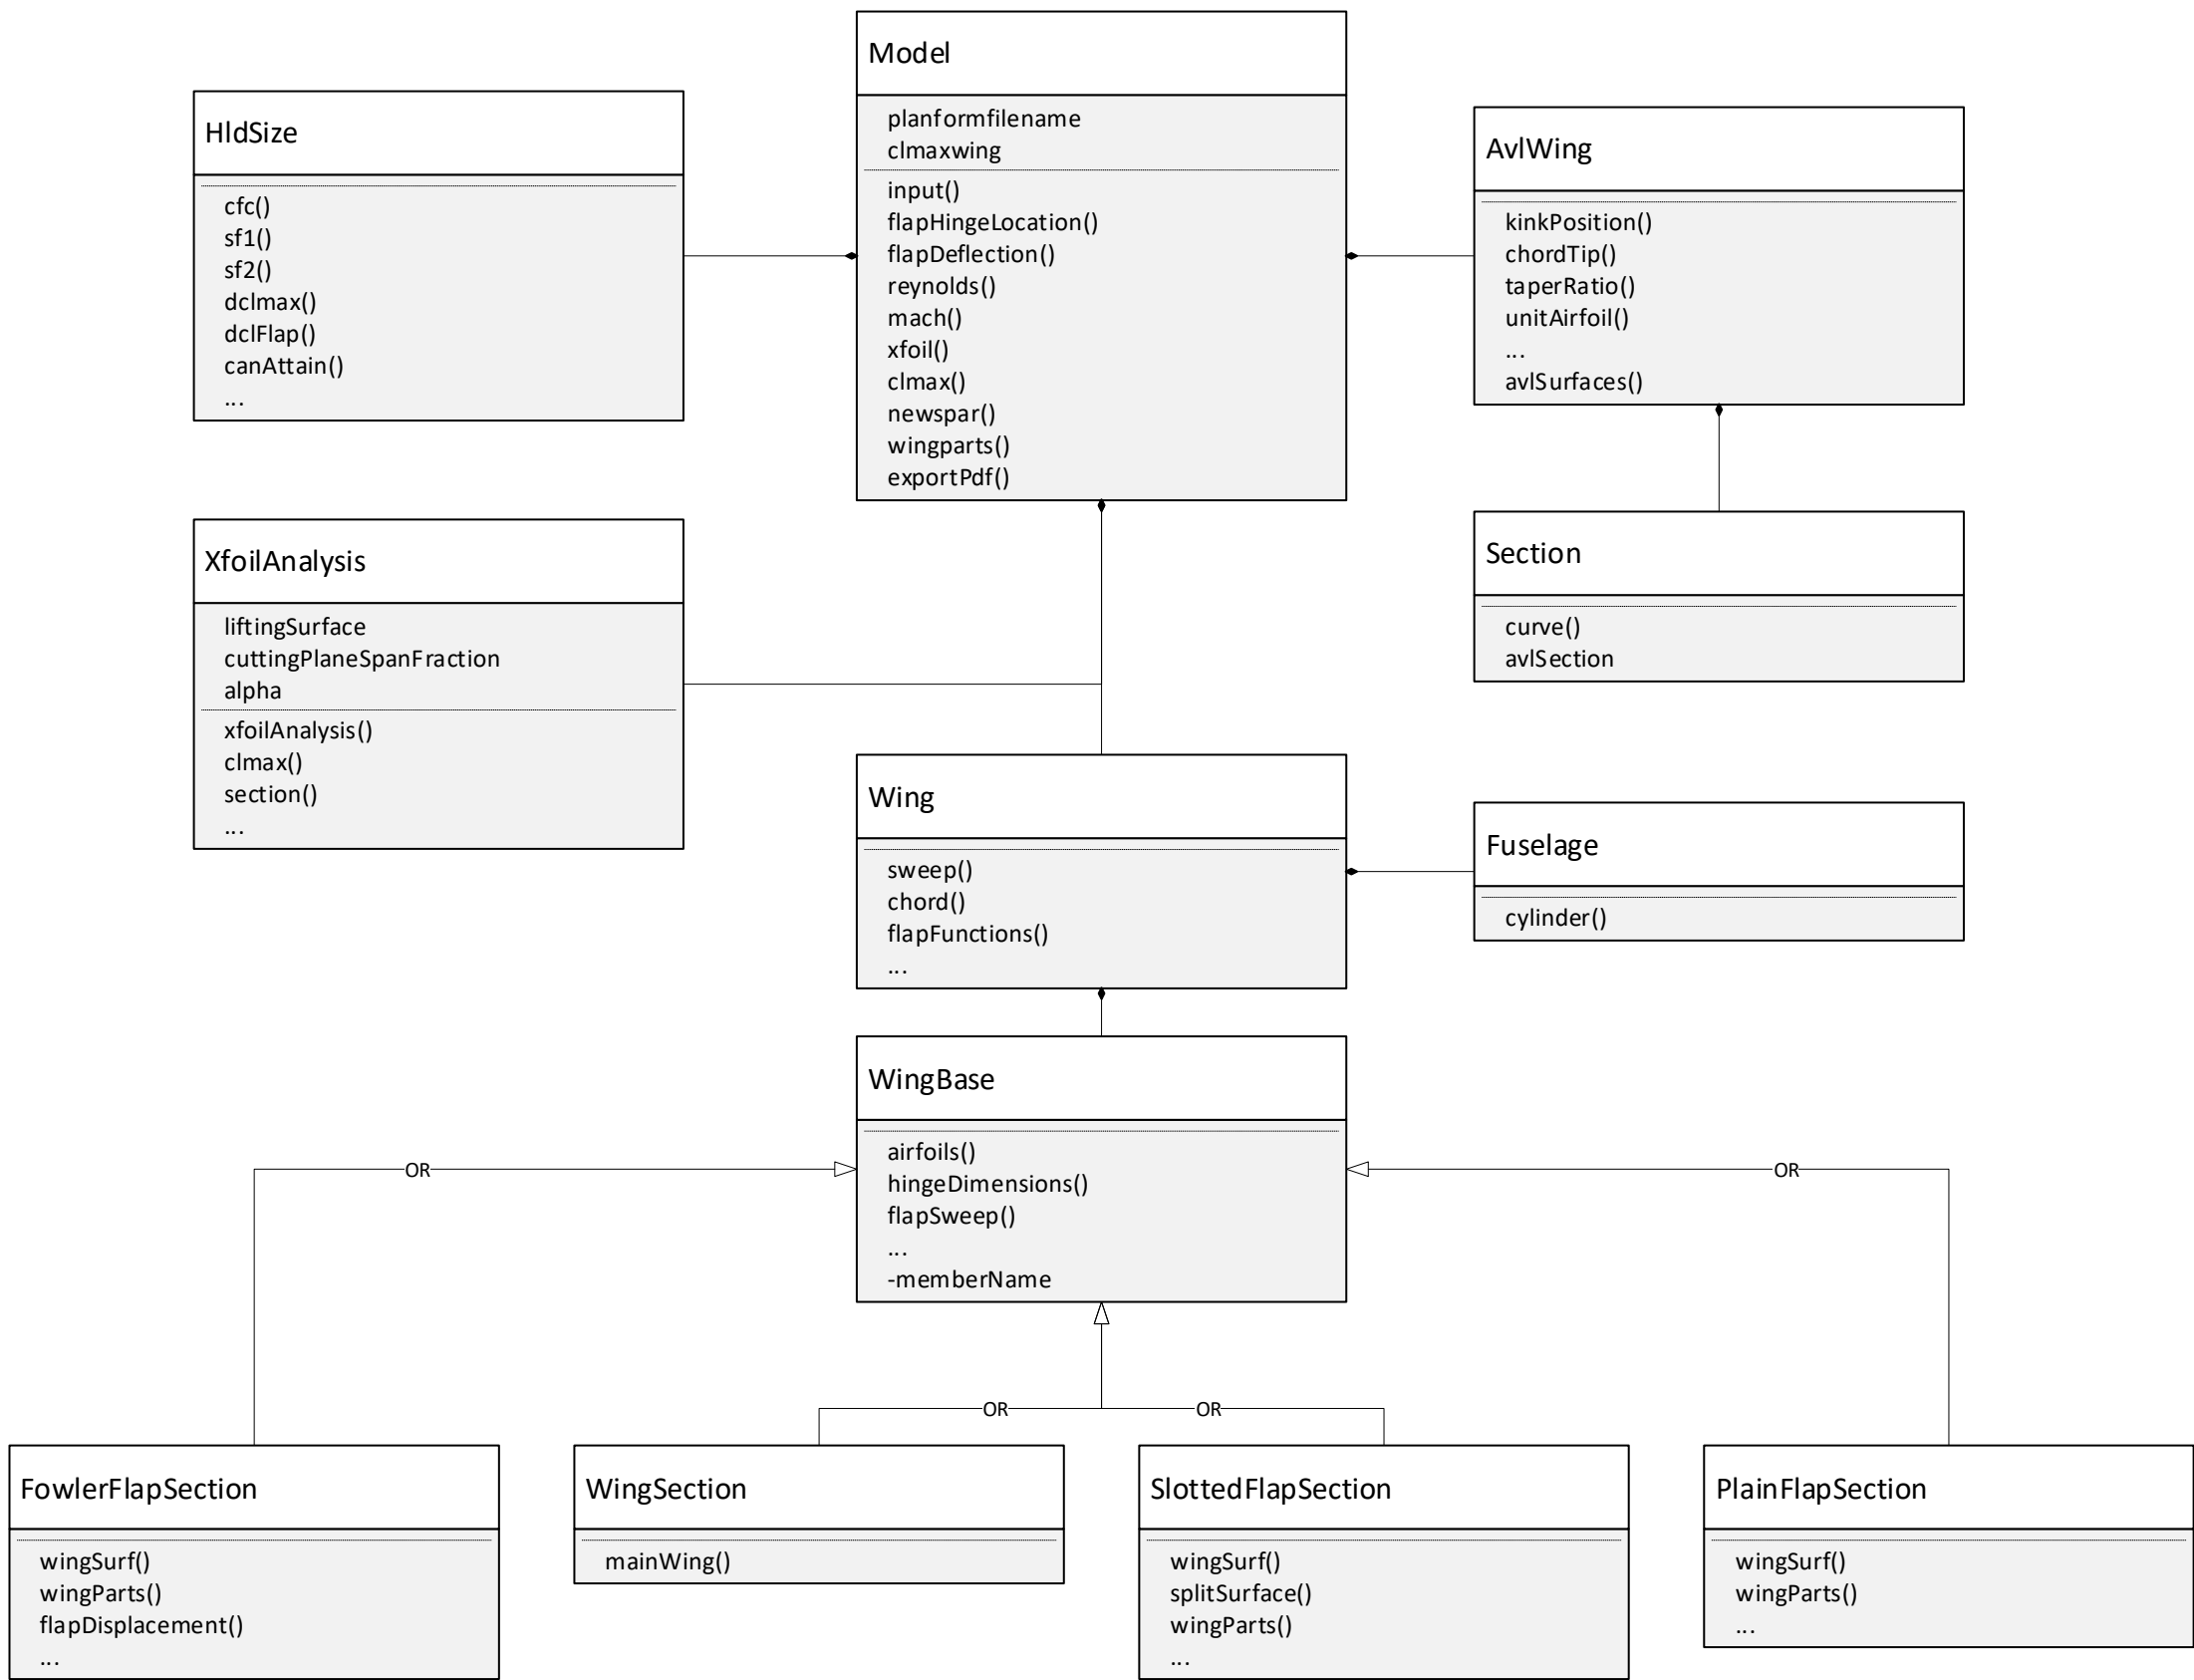 Model
planformfilename
clmaxwing
input()
flapHingeLocation()
flapDeflection()
reynolds()
mach()
xfoil()
clmax()
newspar()
wingparts()
exportPdf()
HldSize
cfc()
sf1()
sf2()
dclmax()
dclFlap()
canAttain()
...
AvlWing
kinkPosition()
chordTip()
taperRatio()
unitAirfoil()
...
avlSurfaces()
XfoilAnalysis
liftingSurface
cuttingPlaneSpanFraction
alpha
xfoilAnalysis()
clmax()
section()
...
Section
curve()
avlSection
Wing
sweep()
chord()
flapFunctions()
...
Fuselage
cylinder()
WingBase
airfoils()
hingeDimensions()
flapSweep()
...
-memberName
OR
OR
OR
OR
FowlerFlapSection
wingSurf()
wingParts()
flapDisplacement()
...
WingSection
mainWing()
SlottedFlapSection
wingSurf()
splitSurface()
wingParts()
...
PlainFlapSection
wingSurf()
wingParts()
...